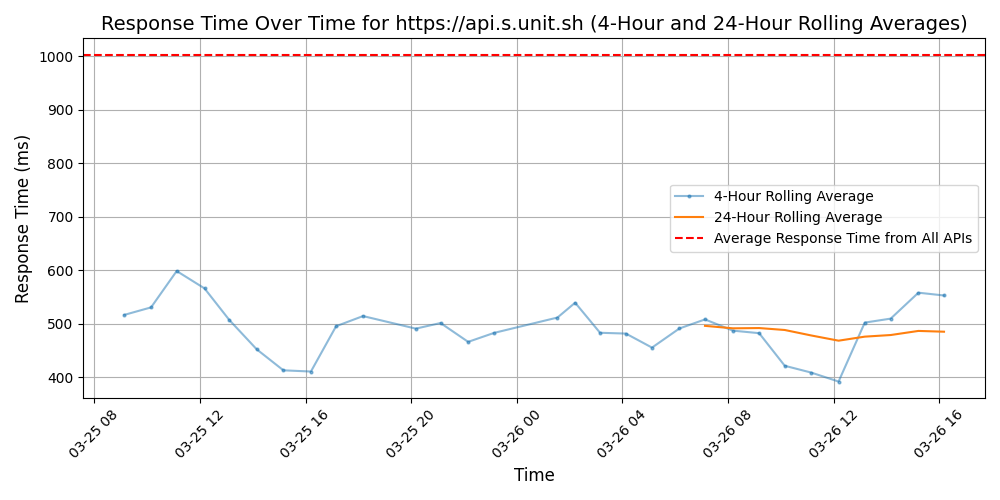 Response Time Over Time for https://api.s.unit.sh (4-Hour and 24-Hour Rolling Averages)
Response Time (ms)
1000
900
800
700
600
500
400
4-Hour Rolling Average
24-Hour Rolling Average
Average Response Time from All APIs
03-25 08
03-25 12
03-25 16
03-25 20
03-26 00
03-26 04
03-26 08
03-26 12
03-26 16
Time